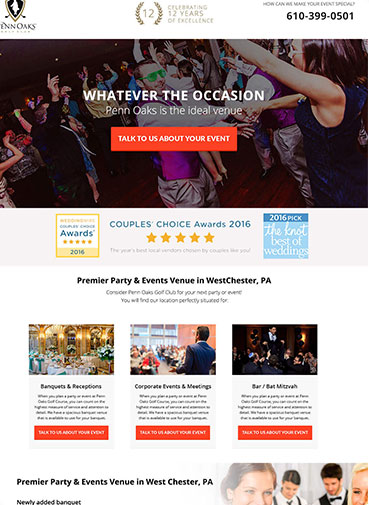 PENN OAKS
GOLF CLUB
12
CELEBRATING
12 YEARS
OF EXCELLENCE
HOW CAN WE MAKE YOUR EVENT SPECIAL?
610-399-0501
WHATEVER THE OCCASION
Penn Oaks is the ideal venue
TALK TO US ABOUT YOUR EVENT
WEDDINGWIRE
COUPLES' CHOICE
Awards
2016
COUPLES' CHOICE Awards 2016
The year's best local vendors chosen by couples like you!
2016 PICK
the knot
best of
weddings
Premier Party & Events Venue in WestChester, PA
Consider Penn Oaks Golf Club for your next party or event!
You will find our location perfectly situated for:
Banquets & Receptions
When you plan a party or event at Penn
Oaks Golf Course, you can count on the
highest measure of service and attention to
detail. We have a spacious banquet venue
that is available to use for your banquet.
TALK TO US ABOUT YOUR EVENT
Corporate Events & Meetings
When you plan a party or event at Penn
Oaks Golf Course, you can count on the
highest measure of service and attention to
detail. We have a spacious banquet venue
that is available to use for your banquet.
TALK TO US ABOUT YOUR EVENT
Bar / Bat Mitzvah
When you plan a party or event at Penn
Oaks Golf Course, you can count on the
highest measure of service and attention to
detail. We have a spacious banquet venue
that is available to use for your banquet.
TALK TO US ABOUT YOUR EVENT
Premier Party & Events Venue in West Chester, PA
Newly added banquet